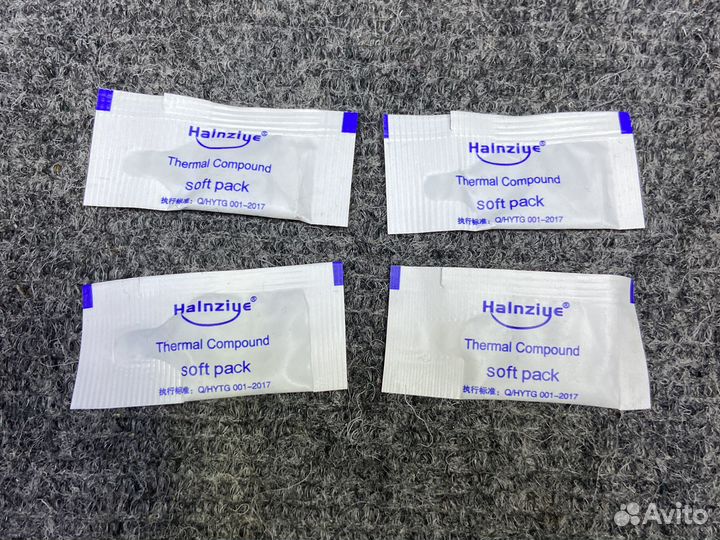 Halnziye®
Thermal Compound
soft pack
执行标准: Q/HYTG 001-2017
Halnziye®
Thermal Compound
soft pack
执行标准: Q/HYTG 001-2017
Halnziye®
Thermal Compound
soft pack
执行标准: Q/HYTG 001-2017
Halnziye®
Thermal Compound
soft pack
执行标准: Q/HYTG 001-2017
Avito